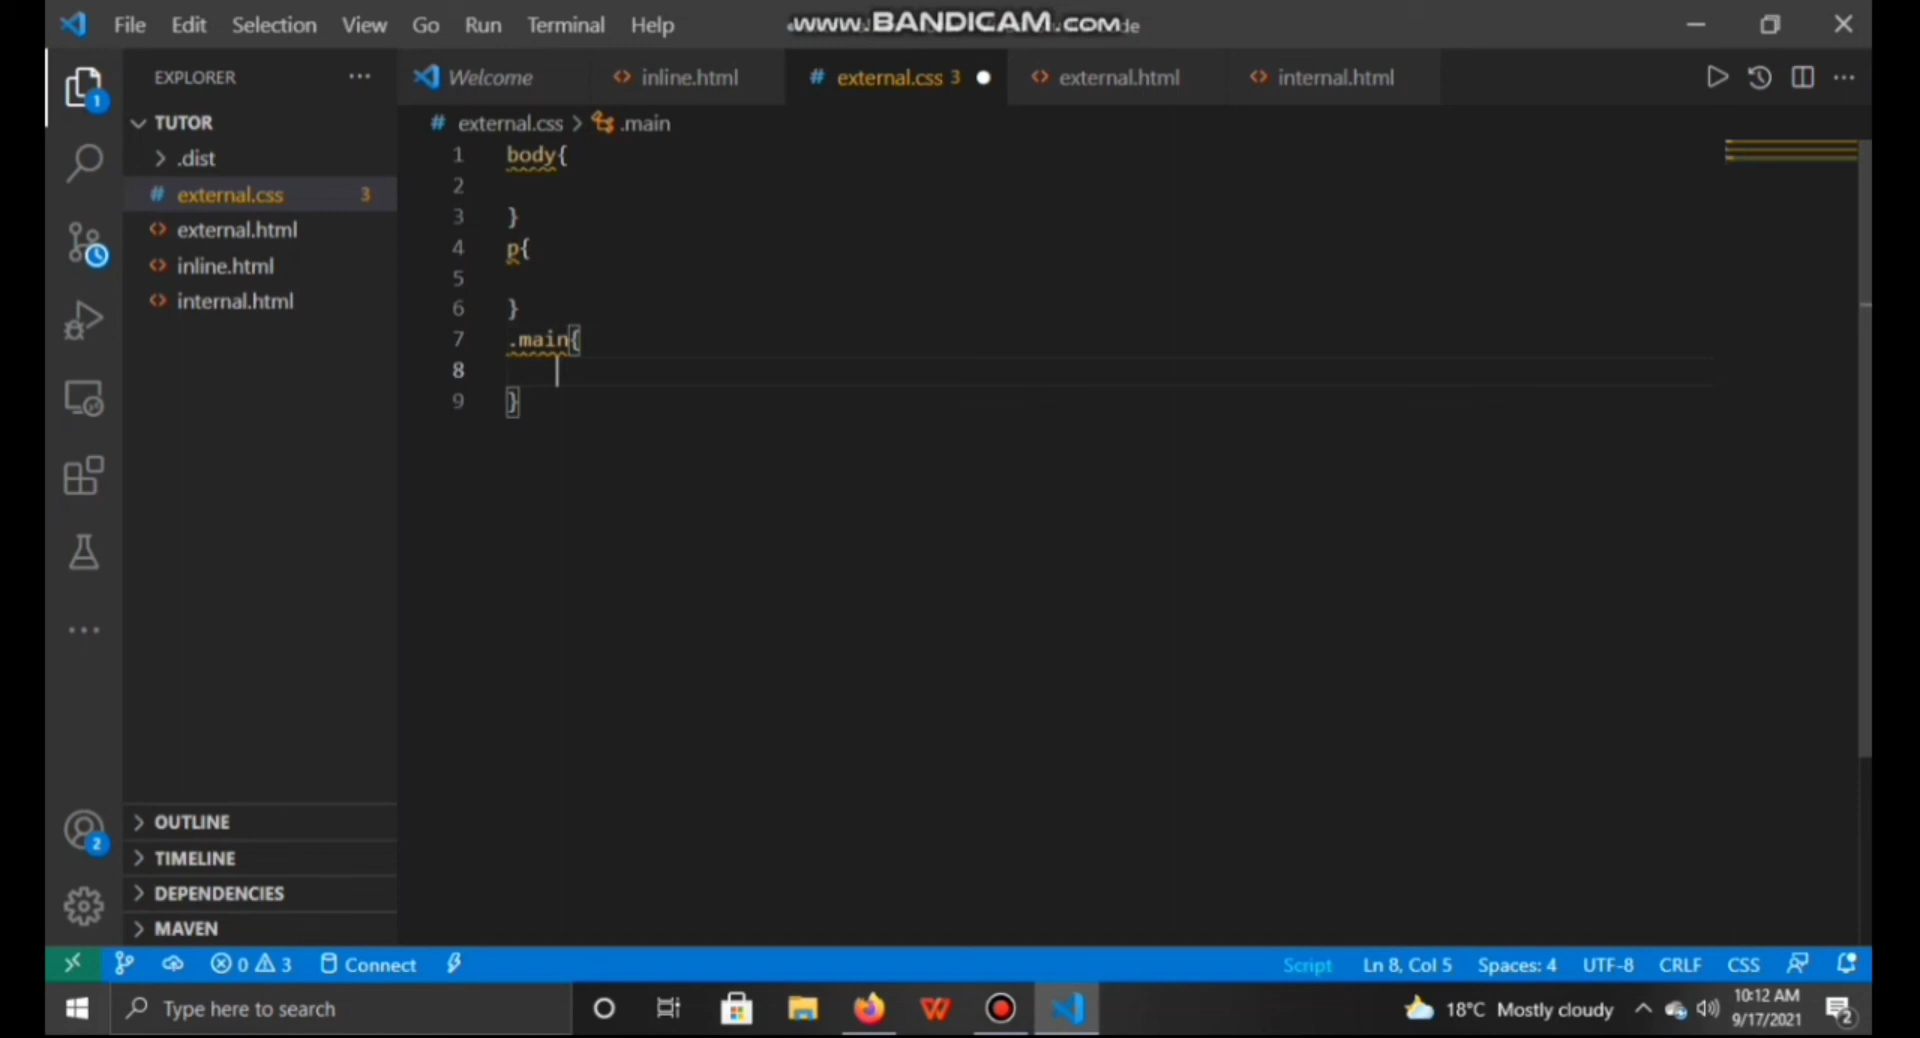 File Edit Selection View Go Run Terminal Help www.BANDICAM.com de
EXPLORER
Welcome inline.html external.css 3 external.html internal.html
TUTOR
.dist
external.css 3
external.html
inline.html
internal.html
external.css > .main
1 body{
2
3 }
4 p{
5
6 }
7 .main{
8
9 }
1
2
OUTLINE
TIMELINE
DEPENDENCIES
MAVEN
0 3 Connect Script Ln 8, Col 5 Spaces: 4 UTF-8 CRLF CSS
Type here to search 18°C Mostly cloudy 10:12 AM
9/17/2021 2